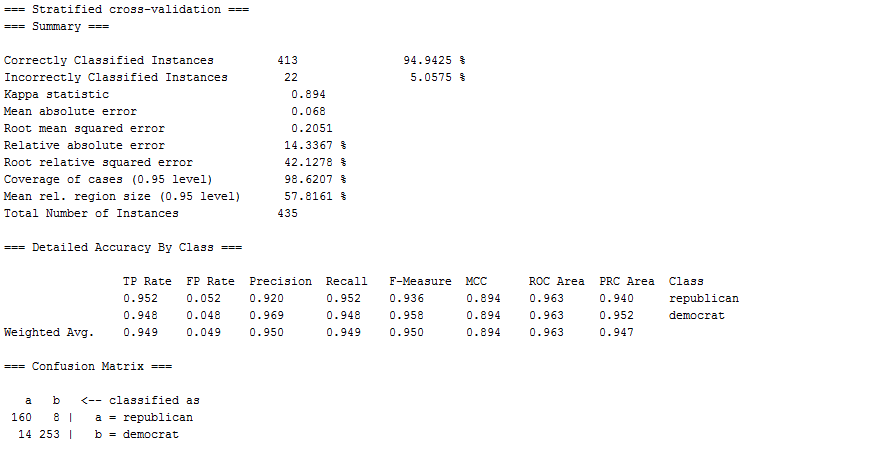 === Stratified cross-validation ===
=== Summary ===
Correctly Classified Instances 413 94.9425 %
Incorrectly Classified Instances 22 5.0575 %
Kappa statistic 0.894
Mean absolute error 0.068
Root mean squared error 0.2051
Relative absolute error 14.3367 %
Root relative squared error 42.1278 %
Coverage of cases (0.95 level) 98.6207 %
Mean rel. region size (0.95 level) 57.8161 %
Total Number of Instances 435
=== Detailed Accuracy By Class ===
TP Rate FP Rate Precision Recall F-Measure MCC ROC Area PRC Area Class
0.952 0.052 0.920 0.952 0.936 0.894 0.963 0.940 republican
0.948 0.048 0.969 0.948 0.958 0.894 0.963 0.952 democrat
Weighted Avg. 0.949 0.049 0.950 0.949 0.950 0.894 0.963 0.947
=== Confusion Matrix ===
a b <-- classified as
160 8 | a = republican
14 253 | b = democrat